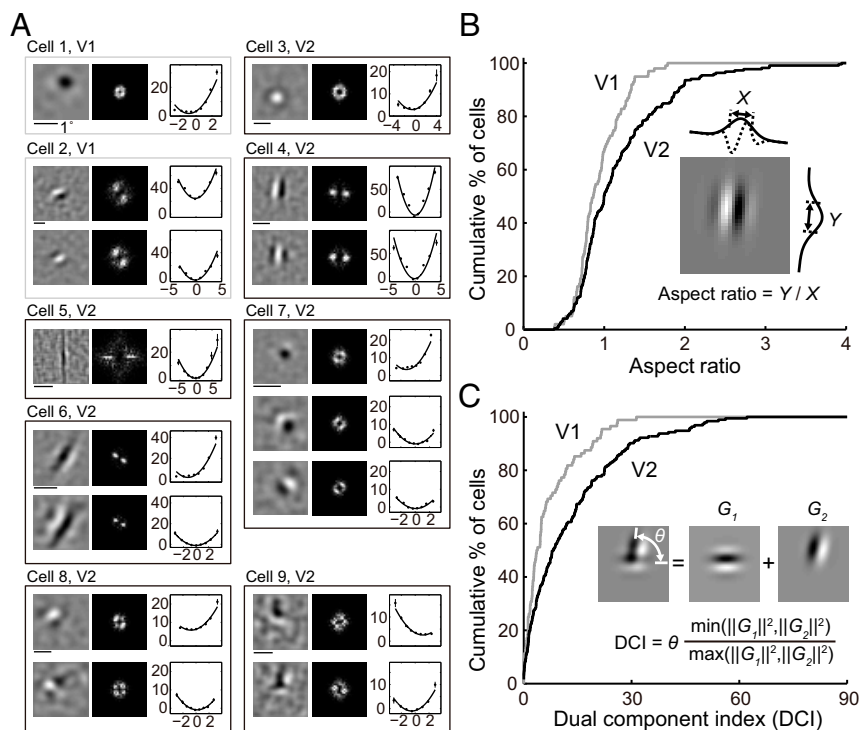 A
Cell 1, V1
20
0
−2 0 2
1°
Cell 3, V2
20
10
0
−4 0 4
Cell 2, V1
40
0
40
20
0
−5 0 5
Cell 4, V2
50
0
50
0
−4 0 4
Cell 5, V2
20
0
−5 0 5
Cell 6, V2
40
20
0
40
20
0
−2 0 2
Cell 7, V2
20
10
0
20
10
0
20
10
0
−2 0 2
Cell 8, V2
20
10
0
20
10
0
−2 0 2
Cell 9, V2
10
0
10
0
−2 0 2
B
Cumulative % of cells
100
80
60
40
20
0
0 1 2 3 4
Aspect ratio
V1
V2
X
Y
Aspect ratio = Y / X
C
Cumulative % of cells
100
80
60
40
20
0
0 30 60 90
Dual component index (DCI)
V1
V2
G1 G2
θ
= +
DCI = θ min(||G1||²,||G2||²)
max(||G1||²,||G2||²)